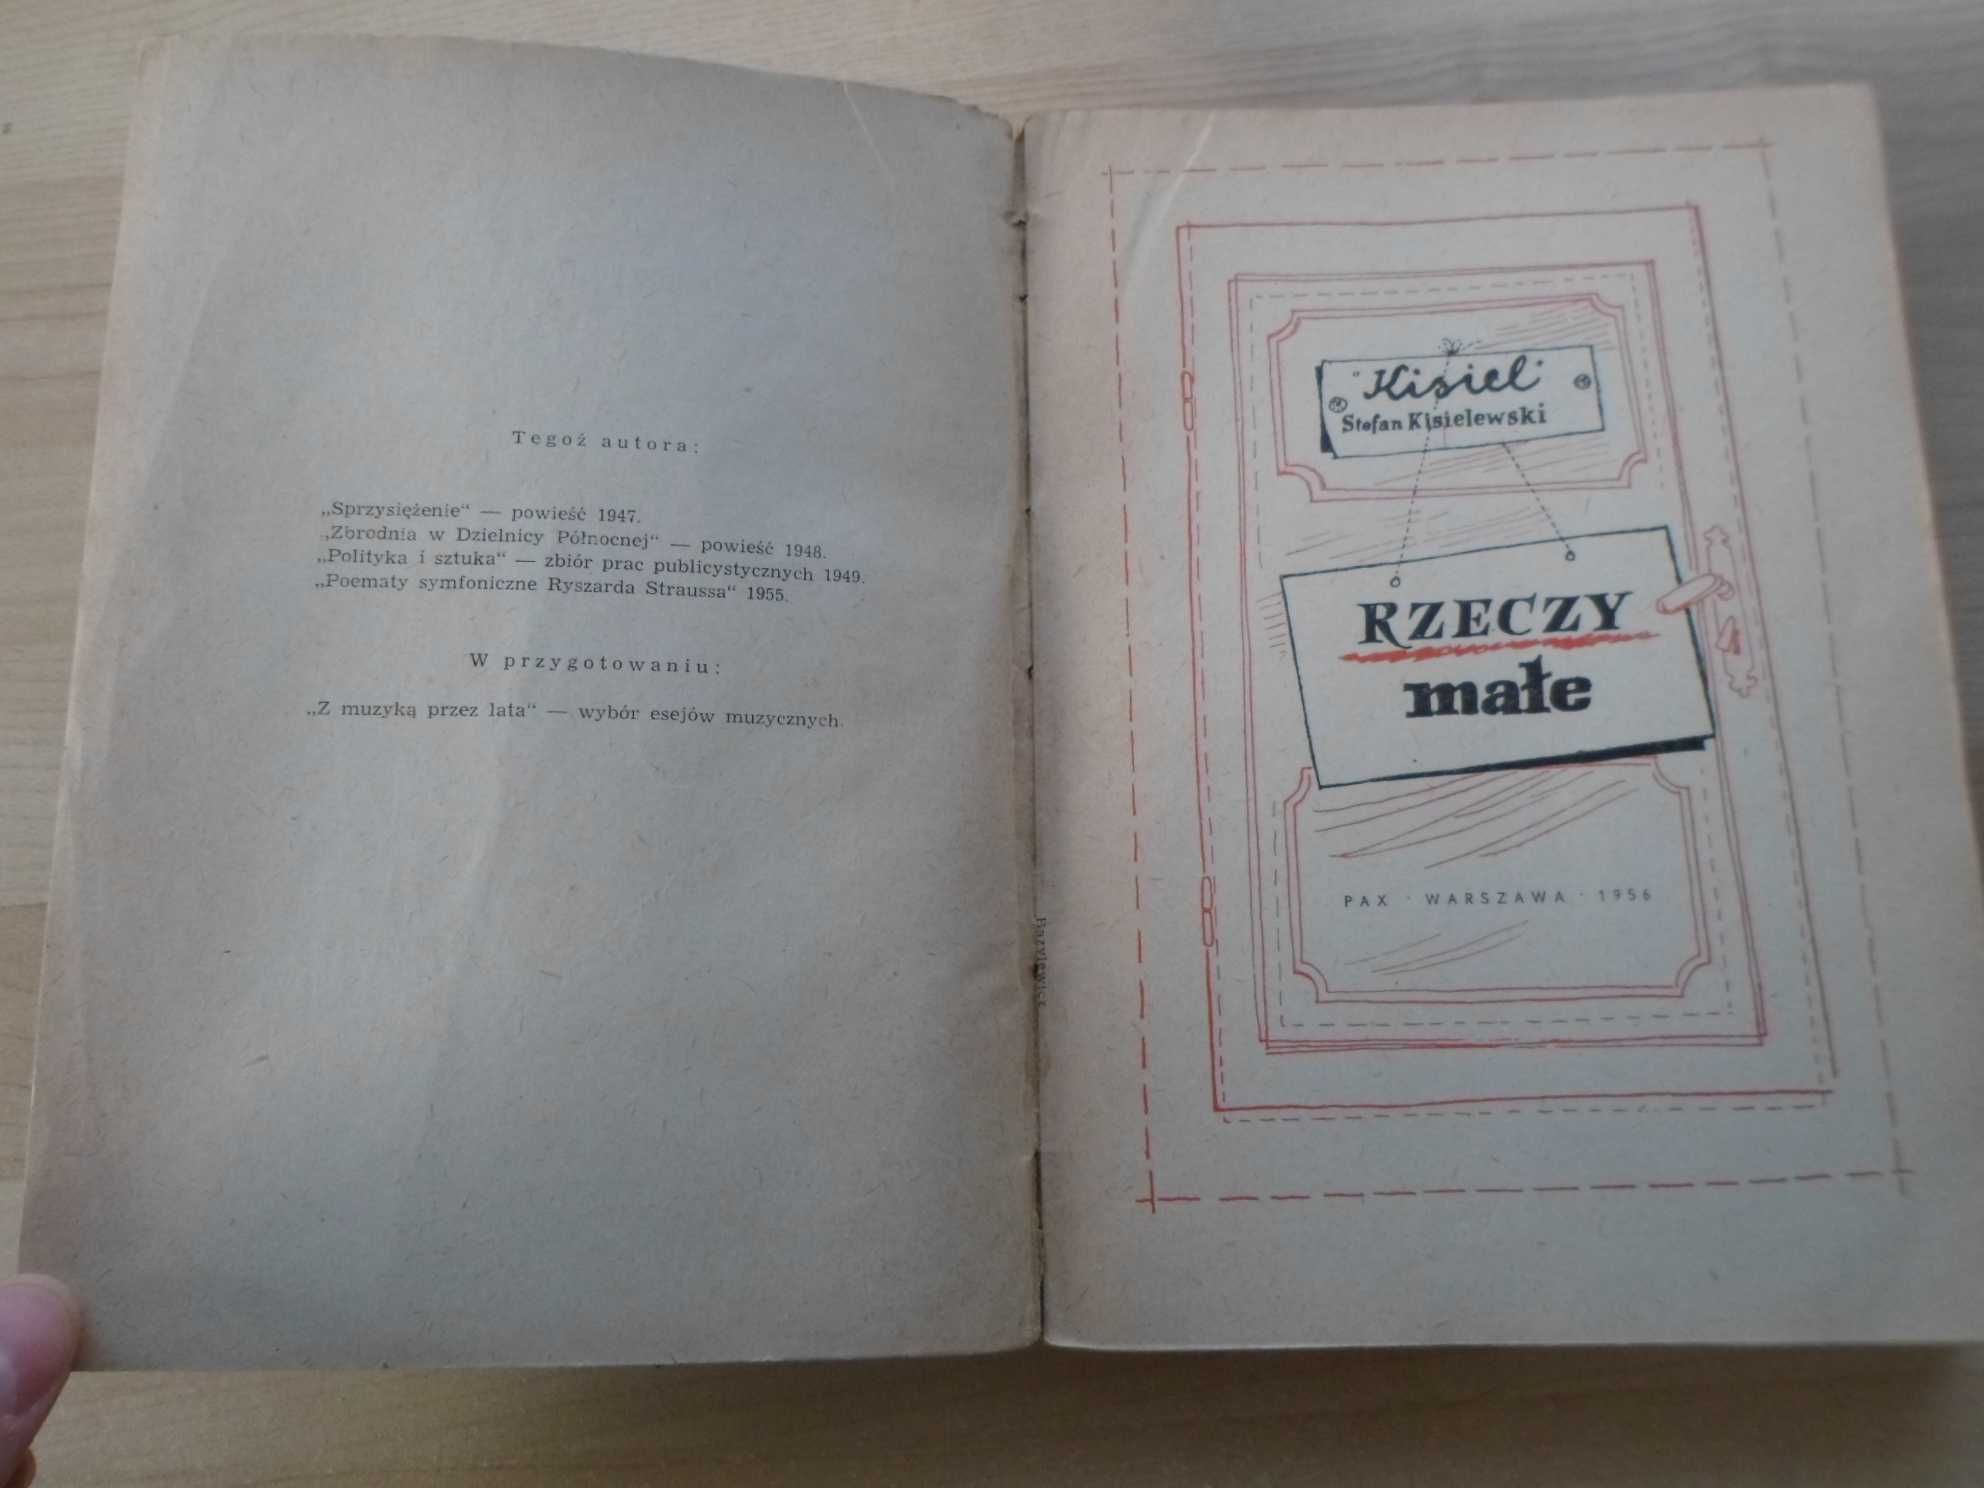 Tegoż autora:
„Sprzysiężenie“ — powieść 1947.
„Zbrodnia w Dzielnicy Północnej“ — powieść 1948.
„Polityka i sztuka“ — zbiór prac publicystycznych 1949.
„Poematy symfoniczne Ryszarda Straussa“ 1955.
W przygotowaniu:
„Z muzyką przez lata“ — wybór esejów muzycznych.
"Kisiel"
Stefan Kisielewski
RZECZY
małe
PAX · WARSZAWA · 1956